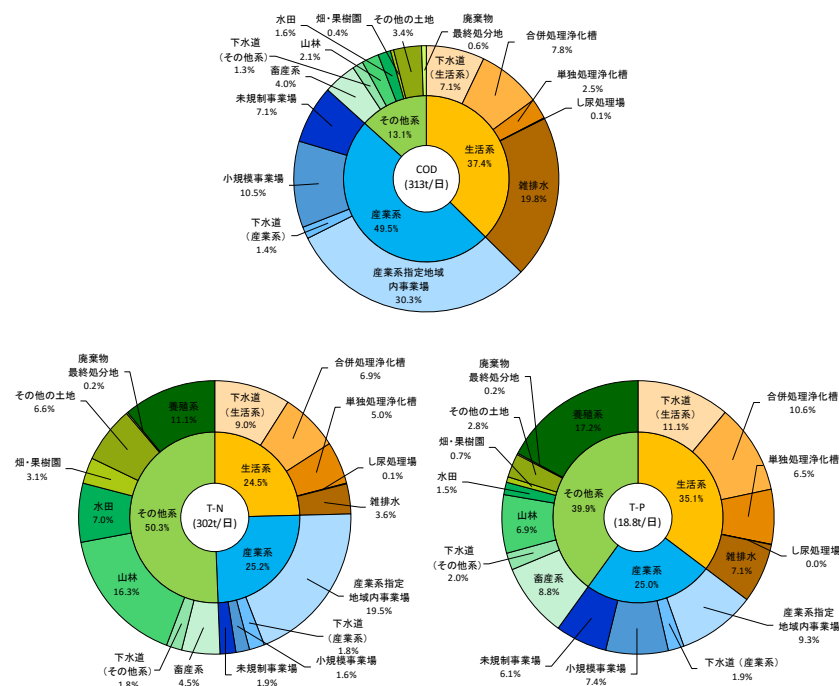 水田
1.6%
畑・果樹園
0.4%
その他の土地
3.4%
廃棄物
最終処分地
0.6%
合併処理浄化槽
7.8%
下水道
(その他系)
1.3%
山林
2.1%
下水道
(生活系)
7.1%
単独処理浄化槽
2.5%
畜産系
4.0%
し尿処理場
0.1%
未規制事業場
7.1%
その他系
13.1%
生活系
37.4%
COD
(313t/日)
雑排水
19.8%
小規模事業場
10.5%
産業系
49.5%
下水道
(産業系)
1.4%
産業系指定地域
内事業場
30.3%
廃棄物
最終処分地
0.2%
合併処理浄化槽
6.9%
その他の土地
6.6%
養殖系
11.1%
下水道
(生活系)
9.0%
単独処理浄化槽
5.0%
畑・果樹園
3.1%
生活系
24.5%
し尿処理場
0.1%
水田
7.0%
その他系
50.3%
T-N
(302t/日)
雑排水
3.6%
産業系
25.2%
山林
16.3%
産業系指定
地域内事業場
19.5%
下水道
(産業系)
1.8%
下水道
(その他系)
1.8%
畜産系
4.5%
未規制事業場
1.9%
小規模事業場
1.6%
廃棄物
最終処分地
0.2%
合併処理浄化槽
10.6%
その他の土地
2.8%
養殖系
17.2%
下水道
(生活系)
11.1%
畑・果樹園
0.7%
単独処理浄化槽
6.5%
水田
1.5%
その他系
39.9%
生活系
35.1%
T-P
(18.8t/日)
山林
6.9%
し尿処理場
0.0%
雑排水
7.1%
下水道
(その他系)
2.0%
産業系
25.0%
畜産系
8.8%
産業系指定
地域内事業場
9.3%
未規制事業場
6.1%
小規模事業場
7.4%
下水道(産業系)
1.9%